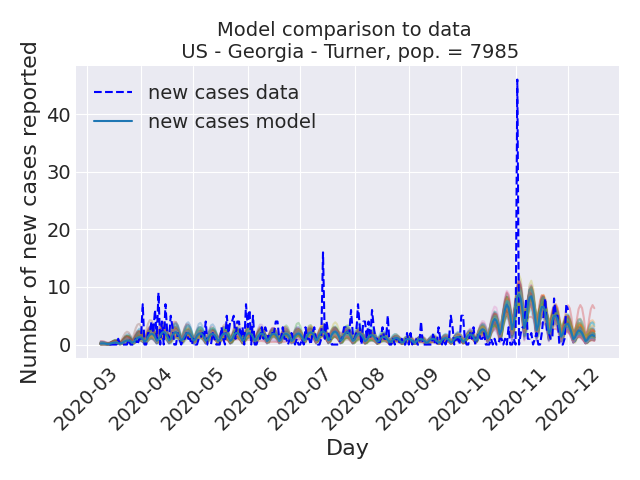 Model comparison to data
US - Georgia - Turner, pop. = 7985
Number of new cases reported
40
30
20
10
0
new cases data
new cases model
2020-03
2020-04
2020-05
2020-06
2020-07
2020-08
2020-09
2020-10
2020-11
2020-12
Day